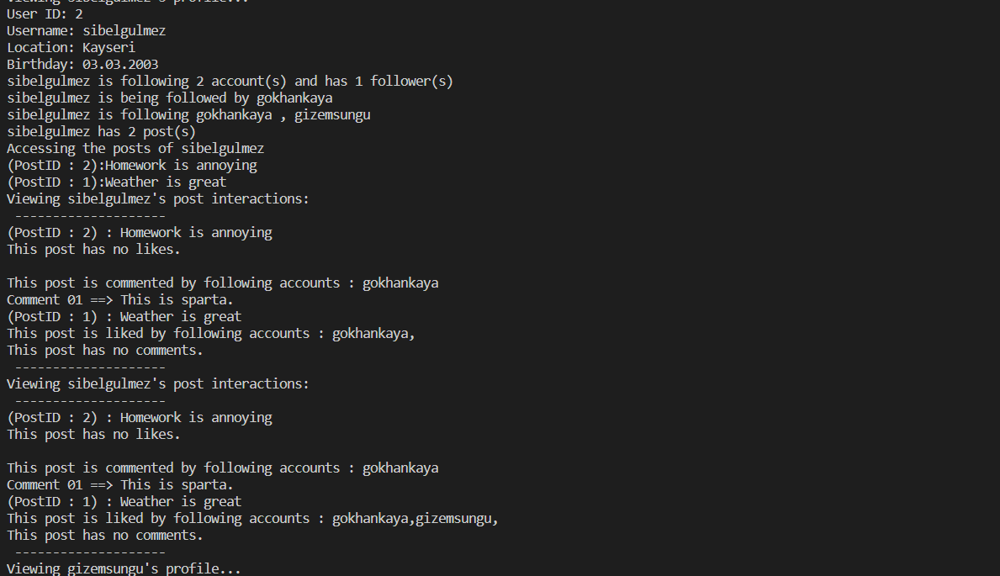 Viewing sibelgulmez's profile...
User ID: 2
Username: sibelgulmez
Location: Kayseri
Birthday: 03.03.2003
sibelgulmez is following 2 account(s) and has 1 follower(s)
sibelgulmez is being followed by gokhankaya
sibelgulmez is following gokhankaya , gizemsungu
sibelgulmez has 2 post(s)
Accessing the posts of sibelgulmez
(PostID : 2):Homework is annoying
(PostID : 1):Weather is great
Viewing sibelgulmez's post interactions:
--------------------
(PostID : 2) : Homework is annoying
This post has no likes.
This post is commented by following accounts : gokhankaya
Comment 01 ==> This is sparta.
(PostID : 1) : Weather is great
This post is liked by following accounts : gokhankaya,
This post has no comments.
--------------------
Viewing sibelgulmez's post interactions:
--------------------
(PostID : 2) : Homework is annoying
This post has no likes.
This post is commented by following accounts : gokhankaya
Comment 01 ==> This is sparta.
(PostID : 1) : Weather is great
This post is liked by following accounts : gokhankaya,gizemsungu,
This post has no comments.
--------------------
Viewing gizemsungu's profile...